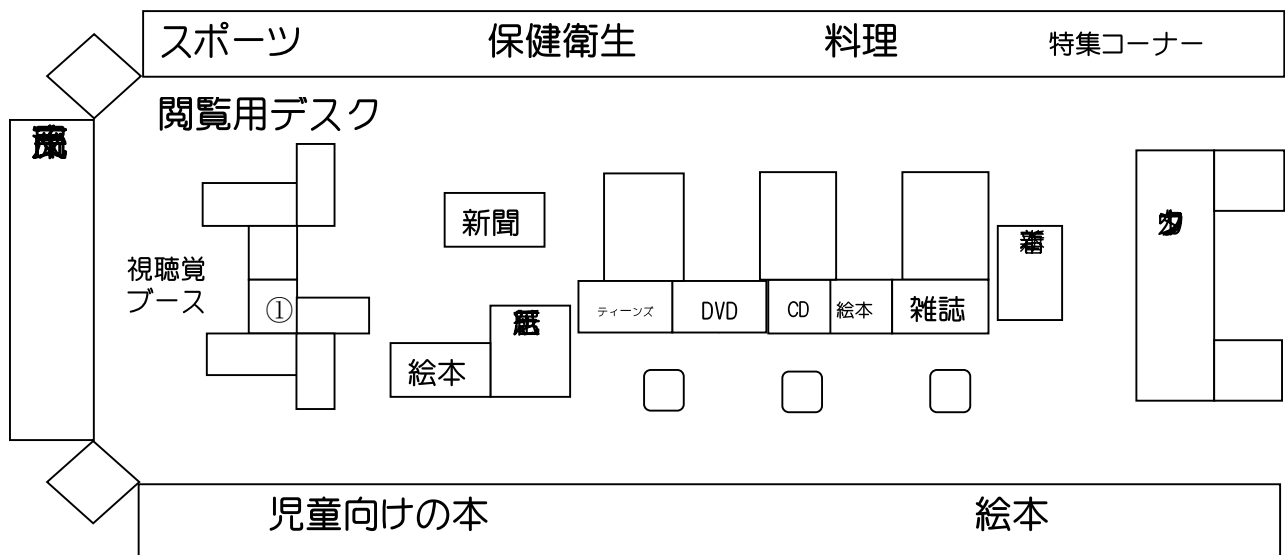 スポーツ 保健衛生 料理 特集コーナー
閲覧用デスク
新聞
視聴覚
ブース
①
ティーンズ DVD CD 絵本 雑誌
絵本
児童向けの本 絵本